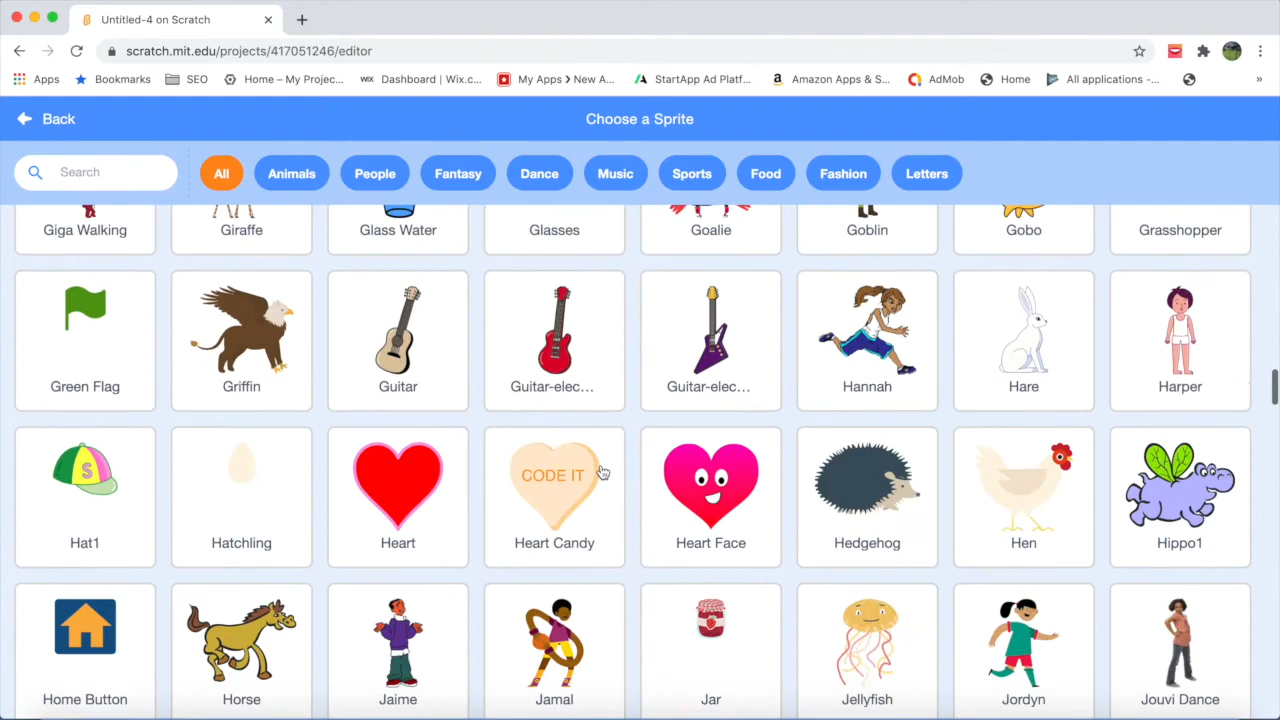 Untitled-4 on Scratch
scratch.mit.edu/projects/417051246/editor
Apps Bookmarks SEO Home – My Projec... WIX Dashboard | Wix.c... My Apps > New A... StartApp Ad Platf... a Amazon Apps & S... AdMob Home All applications -... »
Back Choose a Sprite
Search All Animals People Fantasy Dance Music Sports Food Fashion Letters
Giga Walking Giraffe Glass Water Glasses Goalie Goblin Gobo Grasshopper
Green Flag Griffin Guitar Guitar-elec... Guitar-elec... Hannah Hare Harper
S CODE IT
Hat1 Hatchling Heart Heart Candy Heart Face Hedgehog Hen Hippo1
Home Button Horse Jaime Jamal Jar Jellyfish Jordyn Jouvi Dance